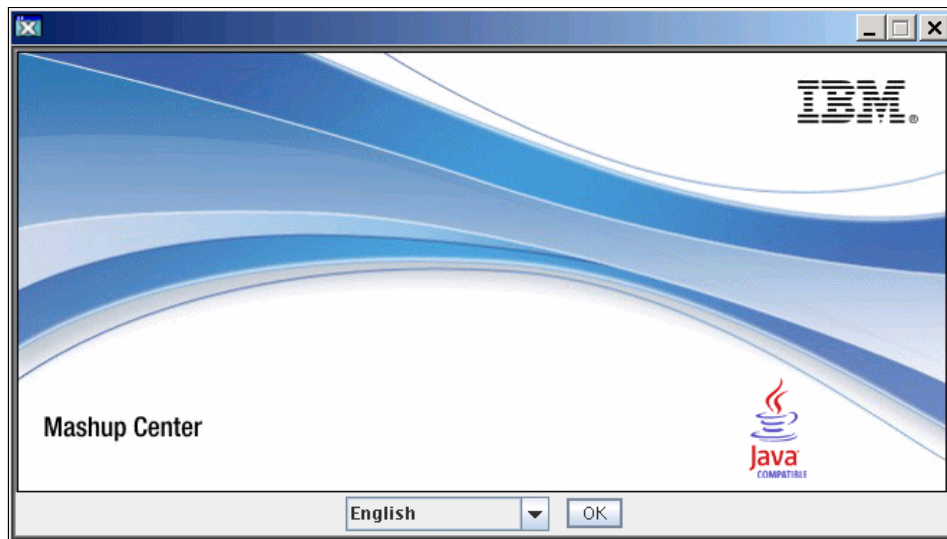 IBM®
Mashup Center
Java
COMPATIBLE
English
OK